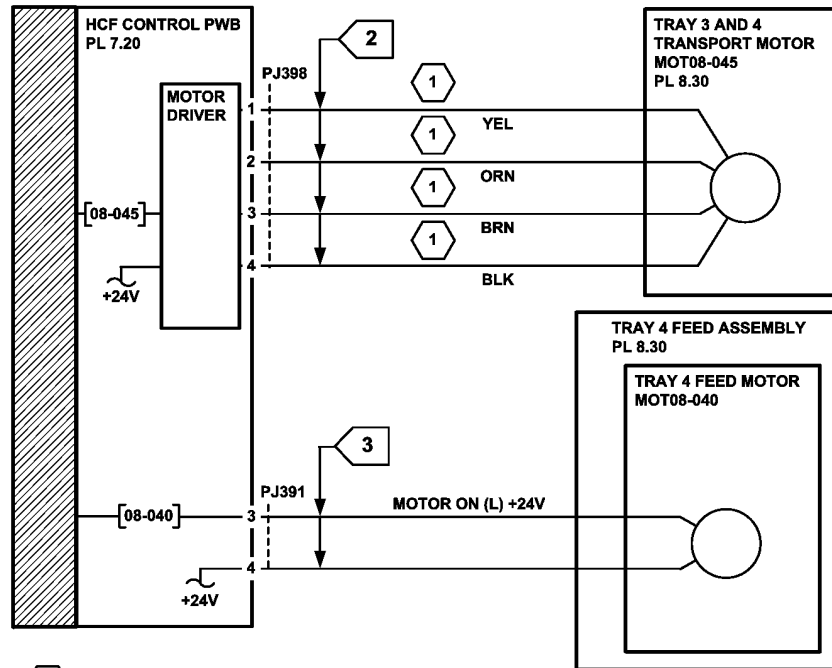 HCF CONTROL PWB
PL 7.20
MOTOR
DRIVER
[08-045]
+24V
PJ398
1
2
3
4
2
1
YEL
1
ORN
1
BRN
1
BLK
TRAY 3 AND 4
TRANSPORT MOTOR
MOT08-045
PL 8.30
TRAY 4 FEED ASSEMBLY
PL 8.30
TRAY 4 FEED MOTOR
MOT08-040
3
PJ391
[08-040]
3
MOTOR ON (L) +24V
4
+24V